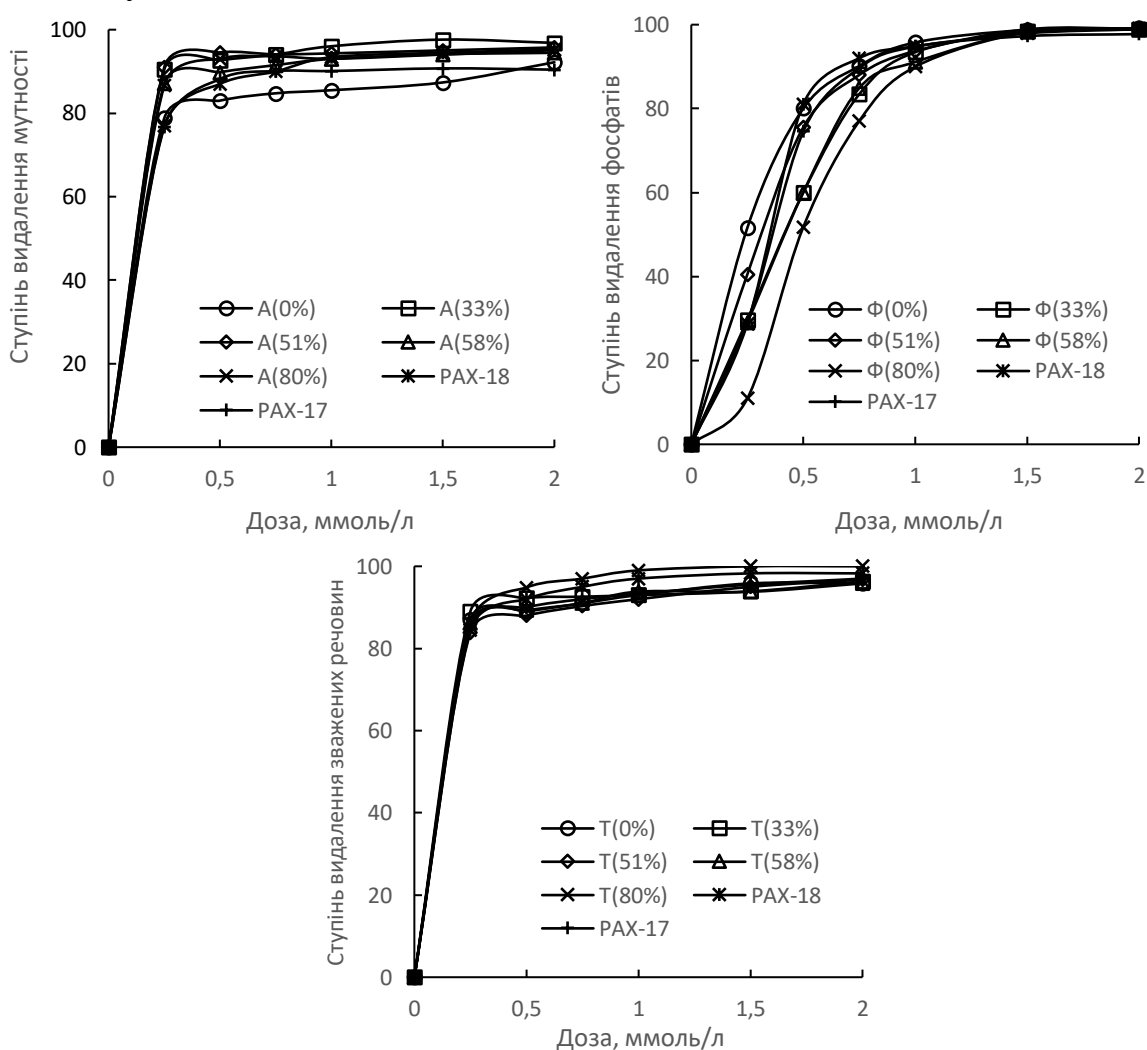 Ступінь видалення мутності
100
80
60
40
20
0
0 0,5 1 1,5 2
Доза, ммоль/л
А(0%) А(33%)
А(51%) А(58%)
А(80%) PAX-18
PAX-17
Ступінь видалення фосфатів
100
80
60
40
20
0
0 0,5 1 1,5 2
Доза, ммоль/л
Ф(0%) Ф(33%)
Ф(51%) Ф(58%)
Ф(80%) PAX-18
PAX-17
Ступінь видалення зважених речовин
100
80
60
40
20
0
0 0,5 1 1,5 2
Доза, ммоль/л
Т(0%) Т(33%)
Т(51%) Т(58%)
Т(80%) PAX-18
PAX-17